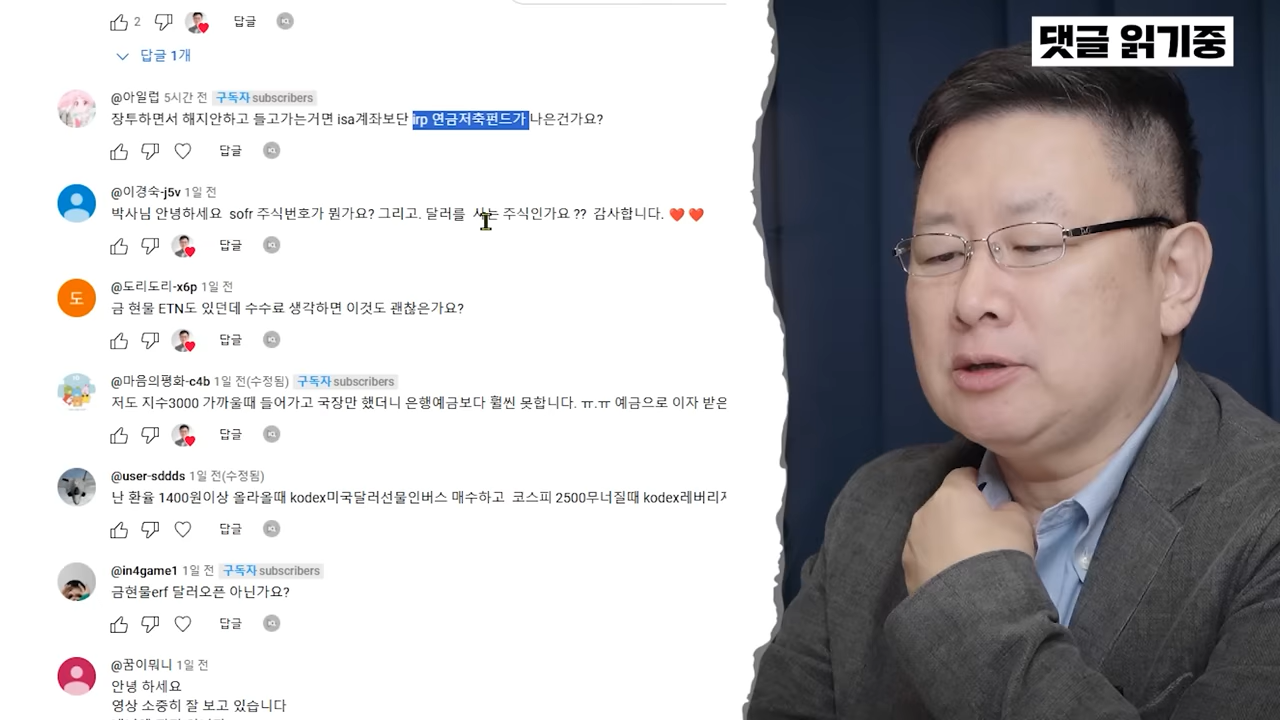 댓글 읽기중
2 답글
답글 1개
@아일럽 5시간 전 구독자 subscribers
장투하면서 해지안하고 들고가는거면 isa계좌보단 irp 연금저축펀드가 나은건가요?
답글
@이경숙-j5v 1일 전
박사님 안녕하세요 sofr 주식번호가 뭔가요? 그리고. 달러를 사는 주식인가요 ?? 감사합니다. ❤️ ❤️
답글
도
@도리도리-x6p 1일 전
금 현물 ETN도 있던데 수수료 생각하면 이것도 괜찮은가요?
답글
@마음의평화-c4b 1일 전(수정됨) 구독자 subscribers
저도 지수3000 가까울때 들어가고 국장만 했더니 은행예금보다 훨씬 못합니다. ㅠ.ㅠ 예금으로 이자 받은
답글
@user-sddds 1일 전(수정됨)
난 환율 1400원이상 올라올때 kodex미국달러선물인버스 매수하고 코스피 2500무너질때 kodex레버리지
답글
@in4game1 1일 전 구독자 subscribers
금현물erf 달러오픈 아닌가요?
답글
@꿈이뭐니 1일 전
안녕 하세요
영상 소중히 잘 보고 있습니다